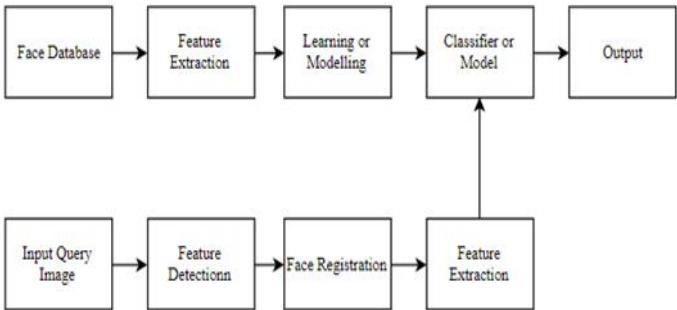 Face Database
Feature
Extraction
Learning or
Modelling
Classifier or
Model
Output
Input Query
Image
Feature
Detectionn
Face Registration
Feature
Extraction